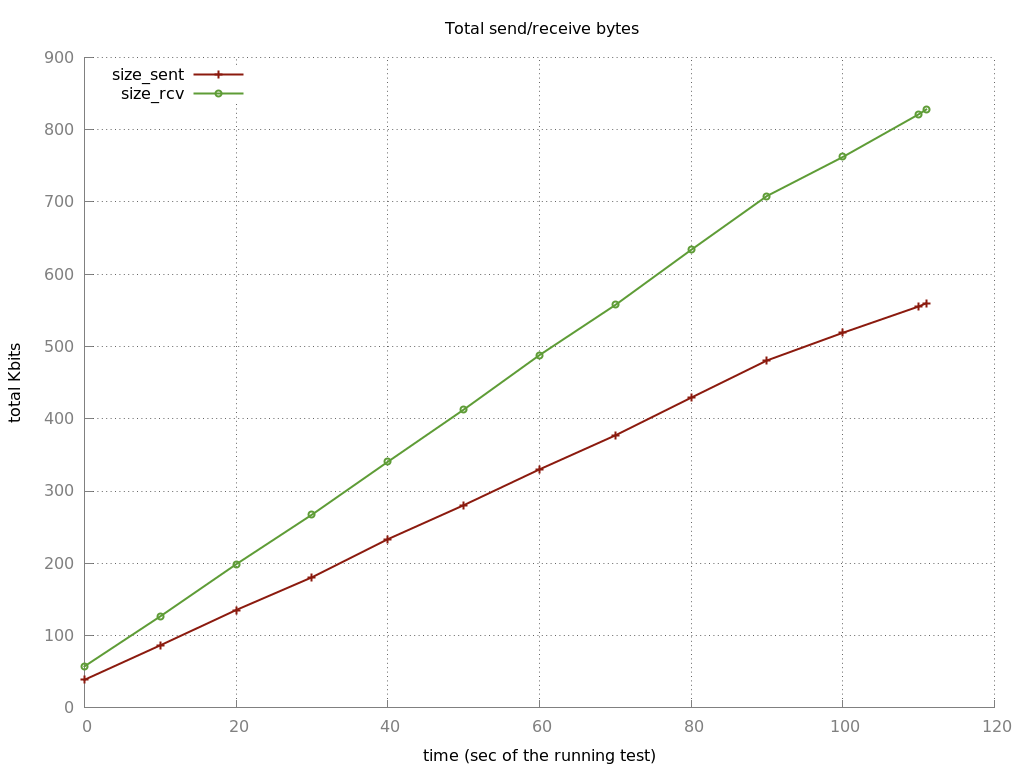 Total send/receive bytes
size_sent
size_rcv
900
800
700
600
500
400
300
200
100
0
total Kbits
0 20 40 60 80 100 120
time (sec of the running test)